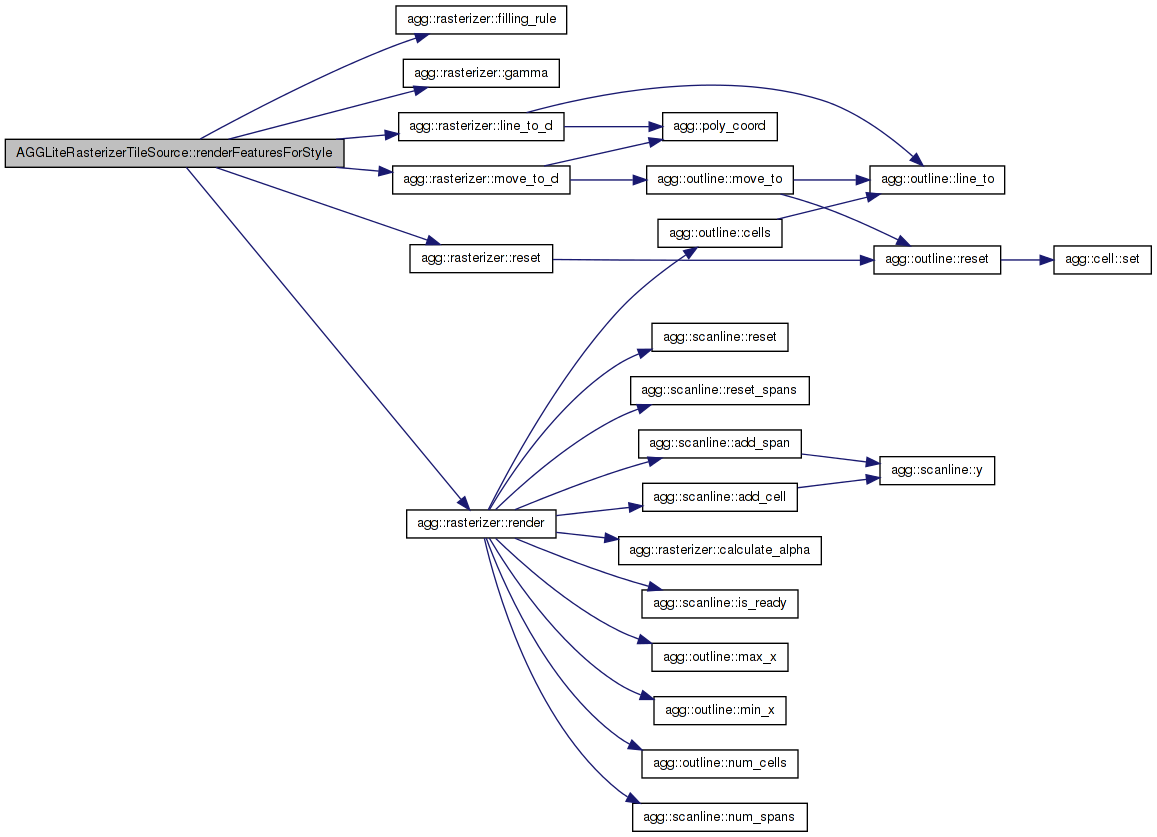 agg::rasterizer::filling_rule
agg::rasterizer::gamma
agg::rasterizer::line_to_d
agg::poly_coord
AGGLiteRasterizerTileSource::renderFeaturesForStyle
agg::rasterizer::move_to_d
agg::outline::move_to
agg::outline::line_to
agg::outline::cells
agg::rasterizer::reset
agg::outline::reset
agg::cell::set
agg::scanline::reset
agg::scanline::reset_spans
agg::scanline::add_span
agg::scanline::y
agg::scanline::add_cell
agg::rasterizer::render
agg::rasterizer::calculate_alpha
agg::scanline::is_ready
agg::outline::max_x
agg::outline::min_x
agg::outline::num_cells
agg::scanline::num_spans